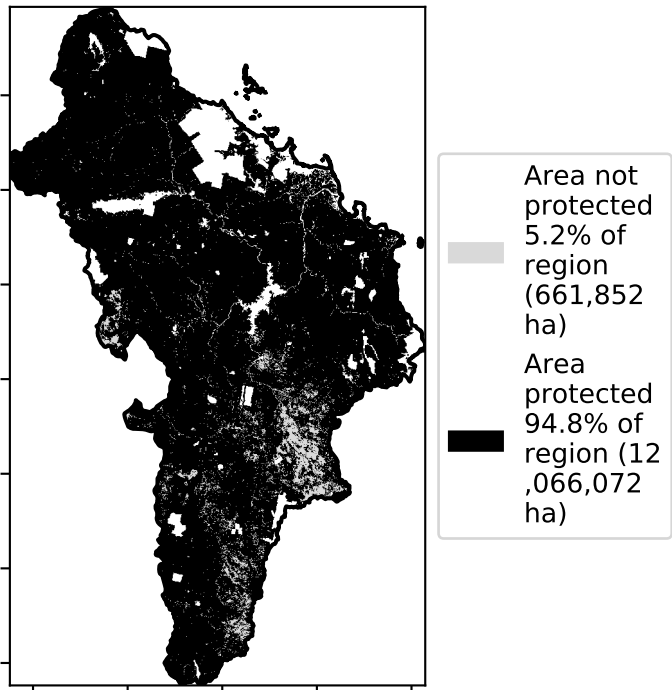 Area not
protected
5.2% of
region
(661,852
ha)
Area
protected
94.8% of
region (12
,066,072
ha)